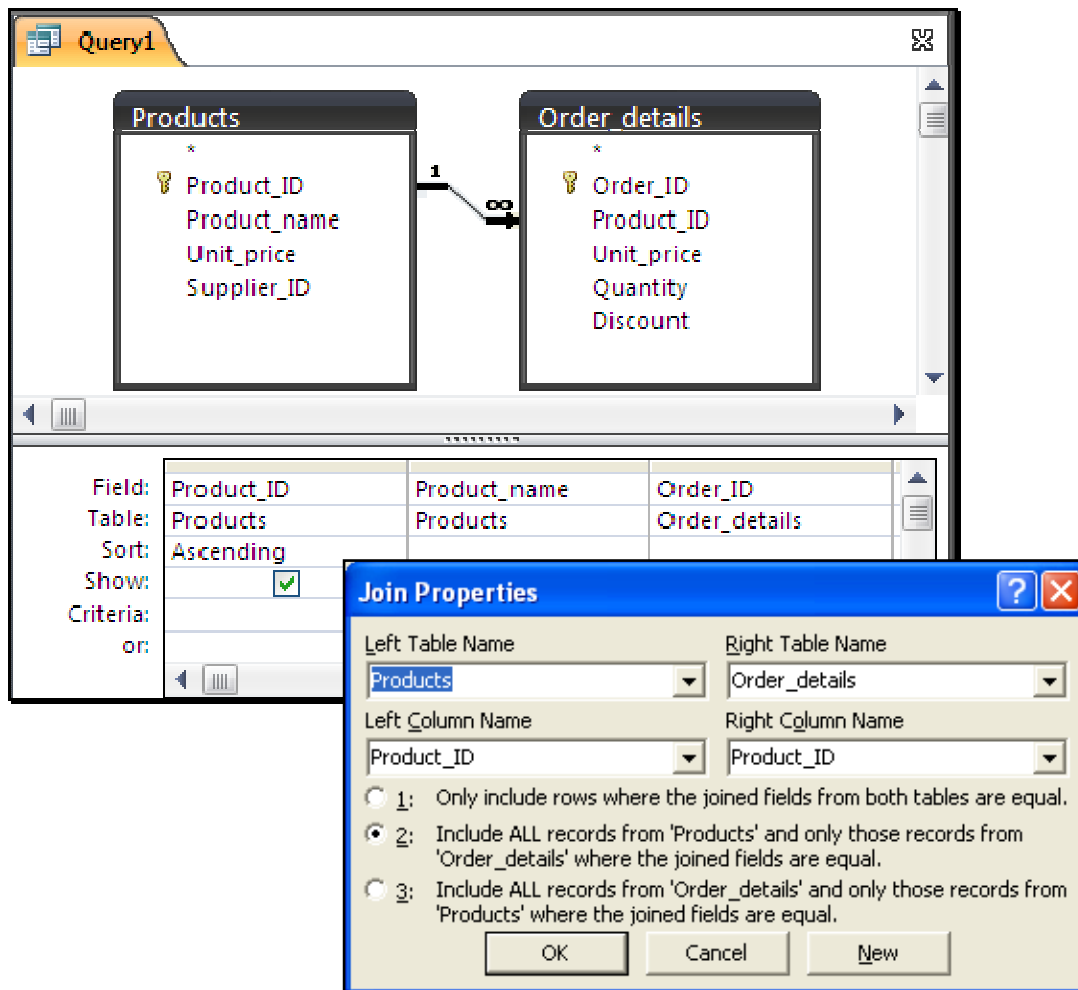 Query1
Products
Order_details
*
*
Product_ID
Order_ID
Product_name
Product_ID
Unit_price
Unit_price
Supplier_ID
Quantity
Discount
1
∞
Field: Product_ID Product_name Order_ID
Table: Products Products Order_details
Sort: Ascending
Show:
Criteria:
or:
Join Properties
Left Table Name Right Table Name
Products Order_details
Left Column Name Right Column Name
Product_ID Product_ID
1: Only include rows where the joined fields from both tables are equal.
2: Include ALL records from 'Products' and only those records from
'Order_details' where the joined fields are equal.
3: Include ALL records from 'Order_details' and only those records from
'Products' where the joined fields are equal.
OK Cancel New